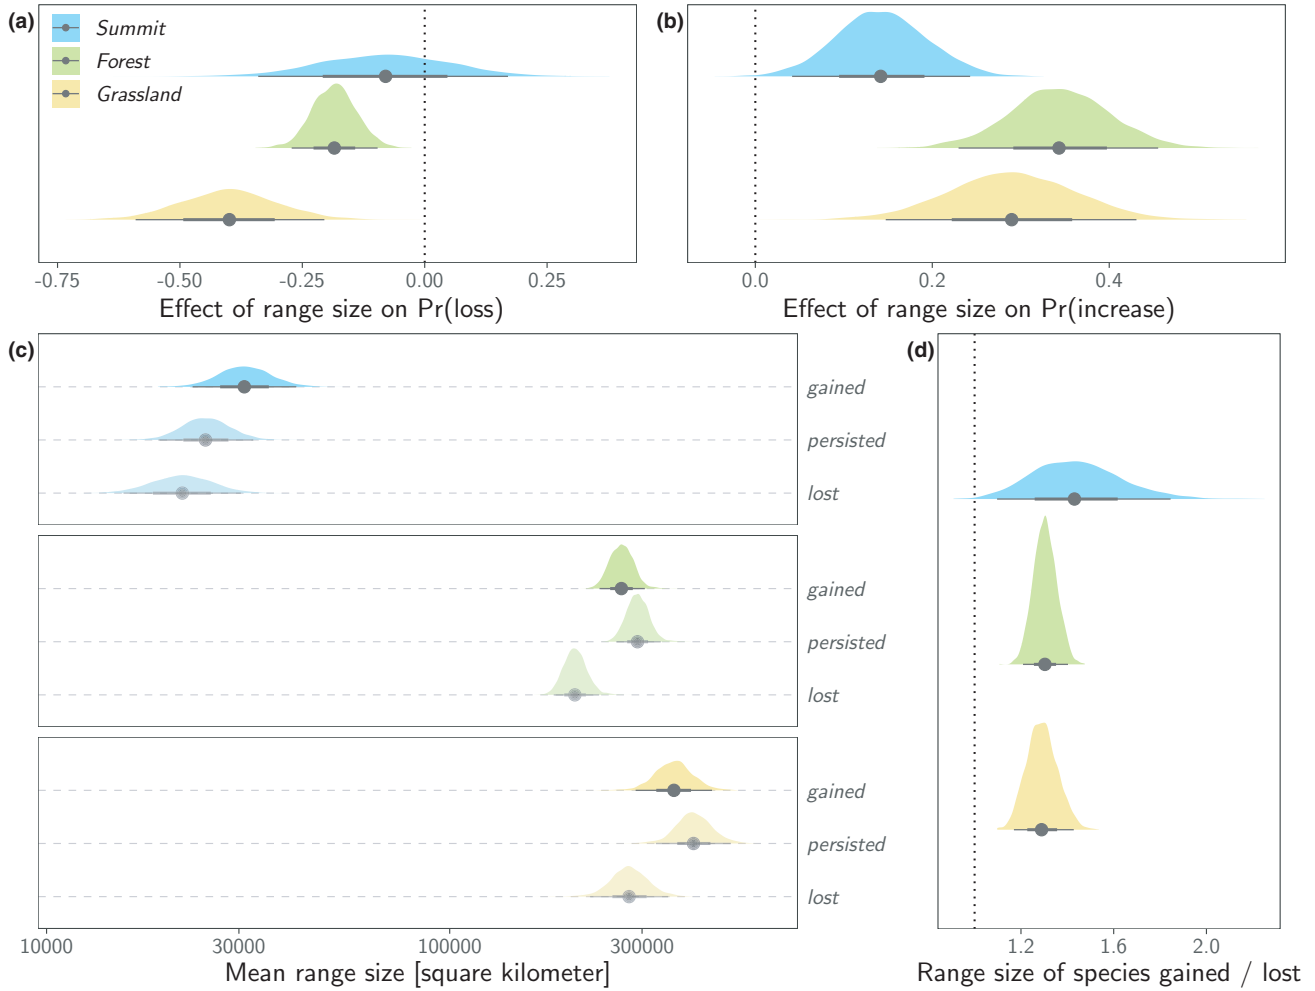 (a)
Summit
Forest
Grassland
-0.75 -0.50 -0.25 0.00 0.25
Effect of range size on Pr(loss)
(b)
0.0 0.2 0.4
Effect of range size on Pr(increase)
(c)
gained
persisted
lost
gained
persisted
lost
gained
persisted
lost
10000 30000 100000 300000
Mean range size [square kilometer]
(d)
1.2 1.6 2.0
Range size of species gained / lost